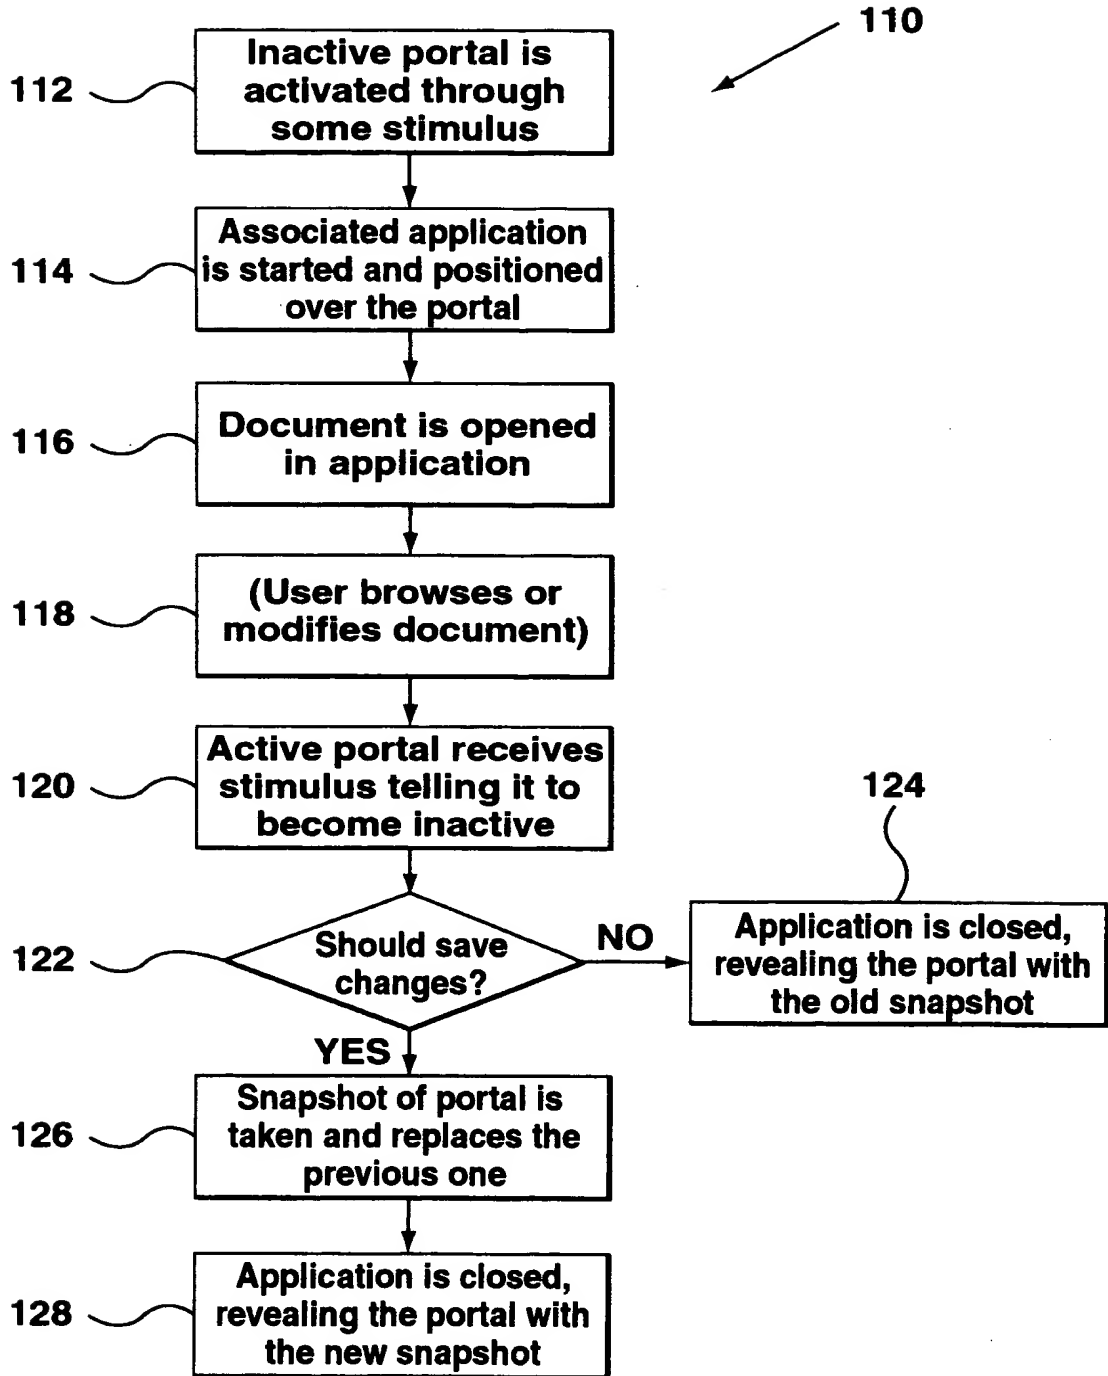 110
112
Inactive portal is
activated through
some stimulus
114
Associated application
is started and positioned
over the portal
116
Document is opened
in application
118
(User browses or
modifies document)
120
Active portal receives
stimulus telling it to
become inactive
122
Should save
changes?
NO
124
Application is closed,
revealing the portal with
the old snapshot
YES
126
Snapshot of portal is
taken and replaces the
previous one
128
Application is closed,
revealing the portal with
the new snapshot